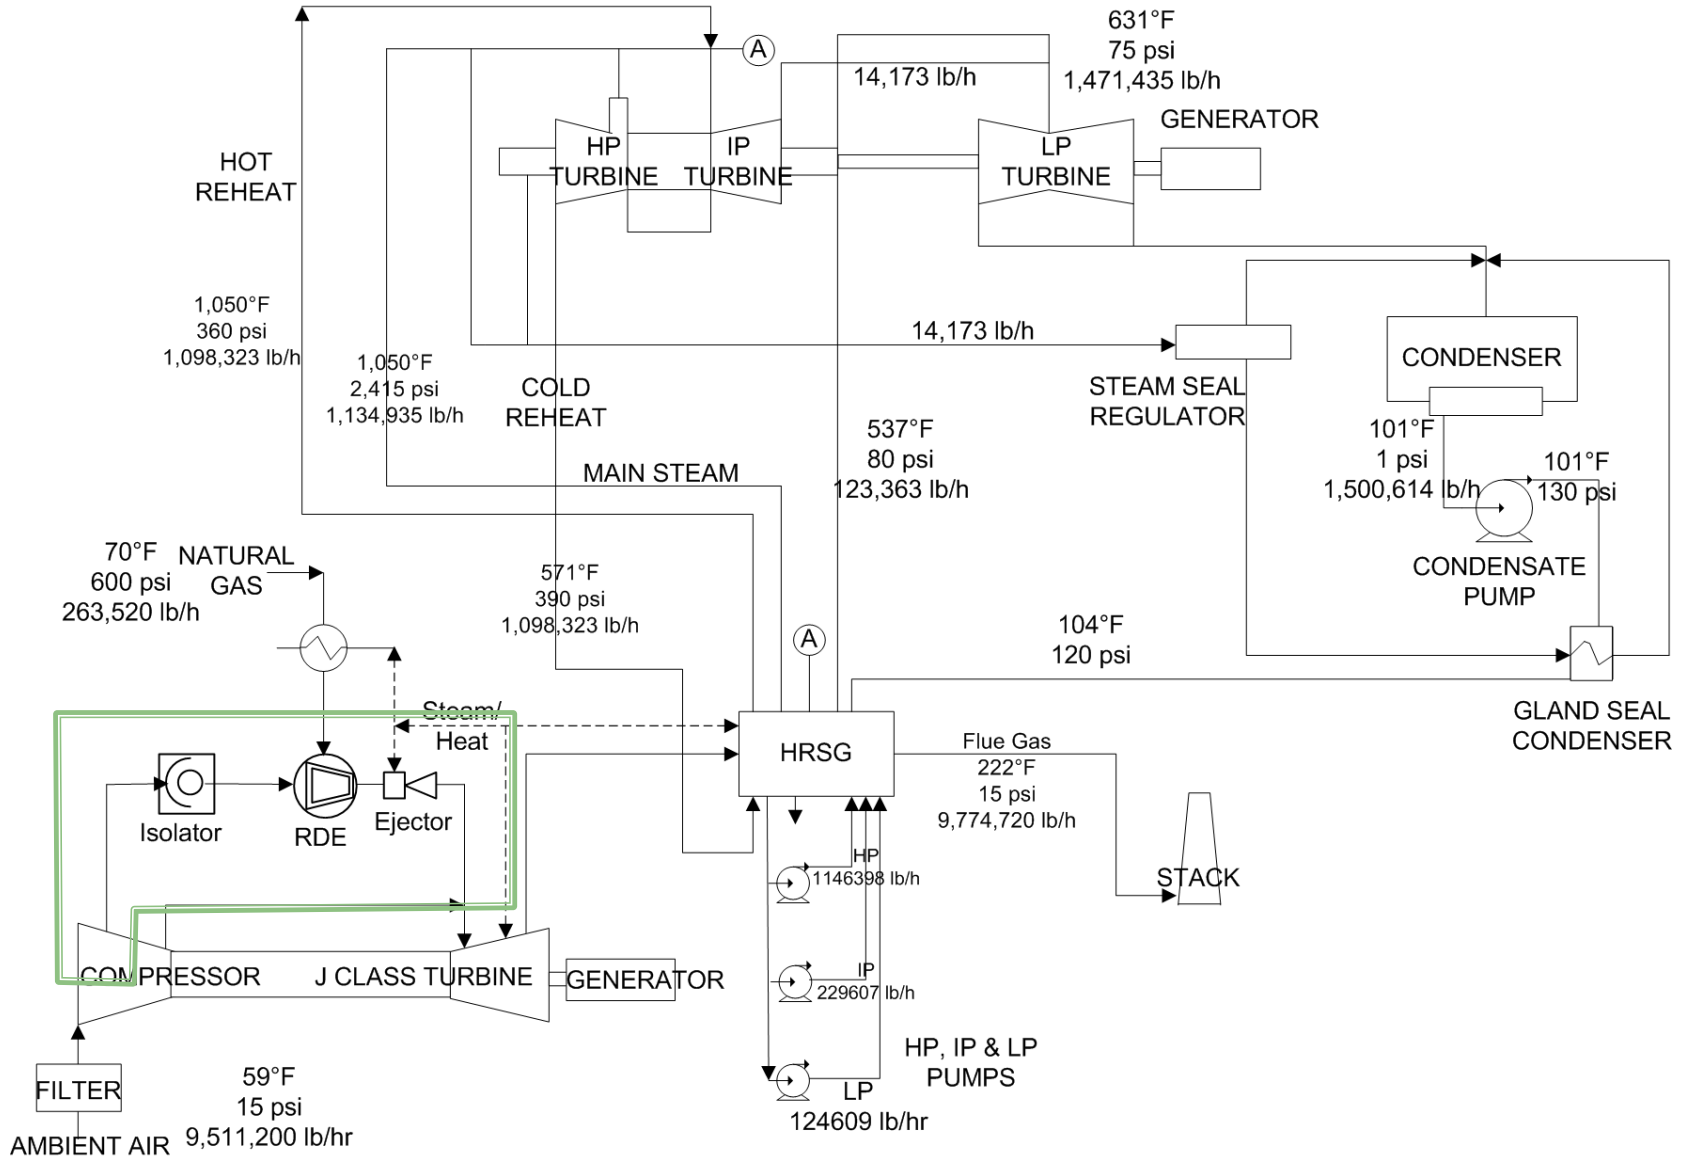 631°F
75 psi
1,471,435 lb/h
A
14,173 lb/h
GENERATOR
HP
TURBINE
IP
TURBINE
LP
TURBINE
HOT
REHEAT
1,050°F
360 psi
1,098,323 lb/h
1,050°F
2,415 psi
1,134,935 lb/h
COLD
REHEAT
14,173 lb/h
STEAM SEAL
REGULATOR
CONDENSER
537°F
80 psi
123,363 lb/h
101°F
1 psi
1,500,614 lb/h
101°F
130 psi
MAIN STEAM
CONDENSATE
PUMP
70°F
600 psi
263,520 lb/h
NATURAL
GAS
571°F
390 psi
1,098,323 lb/h
A
104°F
120 psi
GLAND SEAL
CONDENSER
Steam/
Heat
HRSG
Flue Gas
222°F
15 psi
9,774,720 lb/h
Isolator
RDE
Ejector
STACK
HP
1146398 lb/h
IP
229607 lb/h
COMPRESSOR
J CLASS TURBINE
GENERATOR
HP, IP & LP
PUMPS
LP
124609 lb/hr
FILTER
59°F
15 psi
9,511,200 lb/hr
AMBIENT AIR